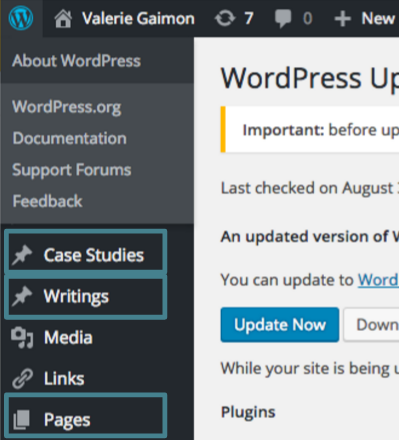 Valerie Gaimon 7 0 + New
About WordPress
WordPress.org
Documentation
Support Forums
Feedback
Case Studies
Writings
Media
Links
Pages
WordPress Up
Important: before up
Last checked on August
An updated version of W
You can update to Word
Update Now Down
While your site is being u
Plugins